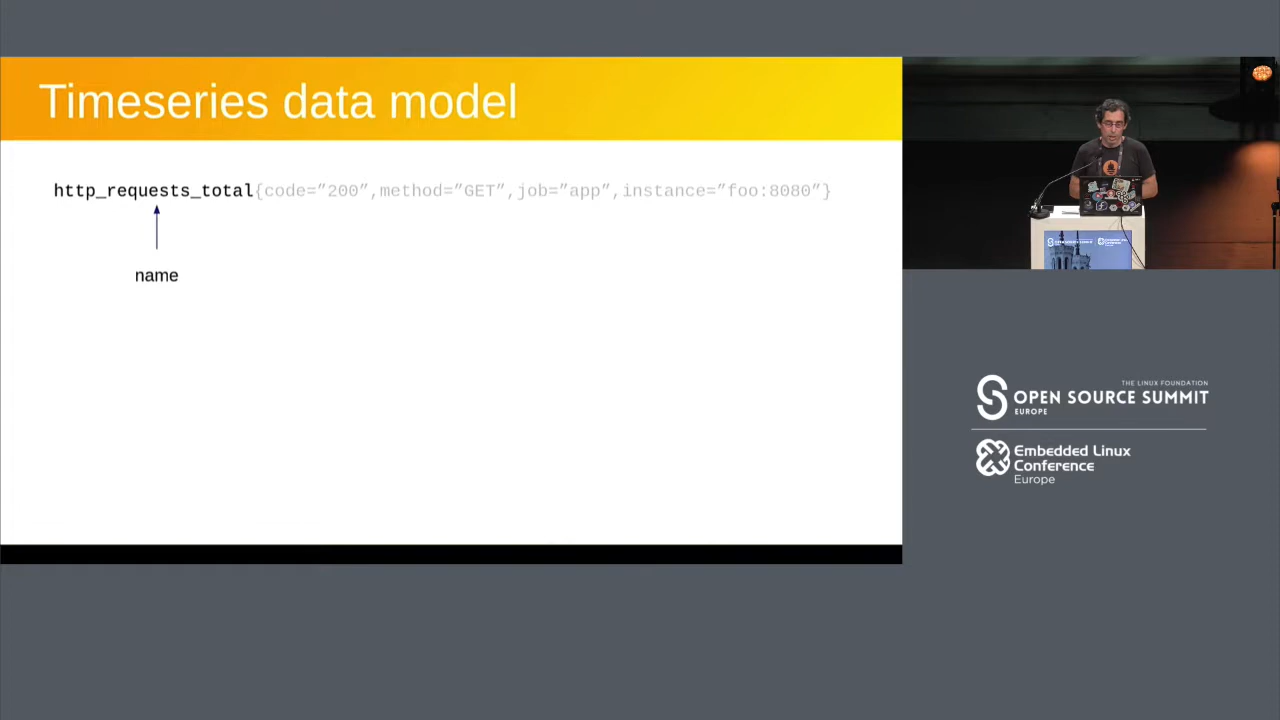 Timeseries data model
http_requests_total{code=”200”,method=”GET”,job=”app”,instance=”foo:8080”}
name
THE LINUX FOUNDATION
OPEN SOURCE SUMMIT
EUROPE
Embedded Linux
Conference
Europe